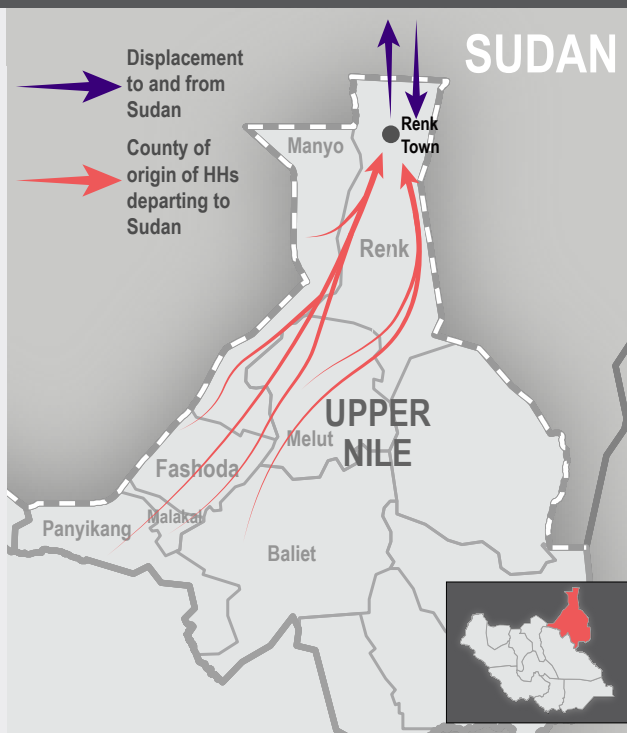 SUDAN
Displacement
to and from
Sudan
County of
origin of HHs
departing to
Sudan
Renk
Town
Manyo
Renk
UPPER
NILE
Melut
Fashoda
Malakal
Panyikang
Baliet